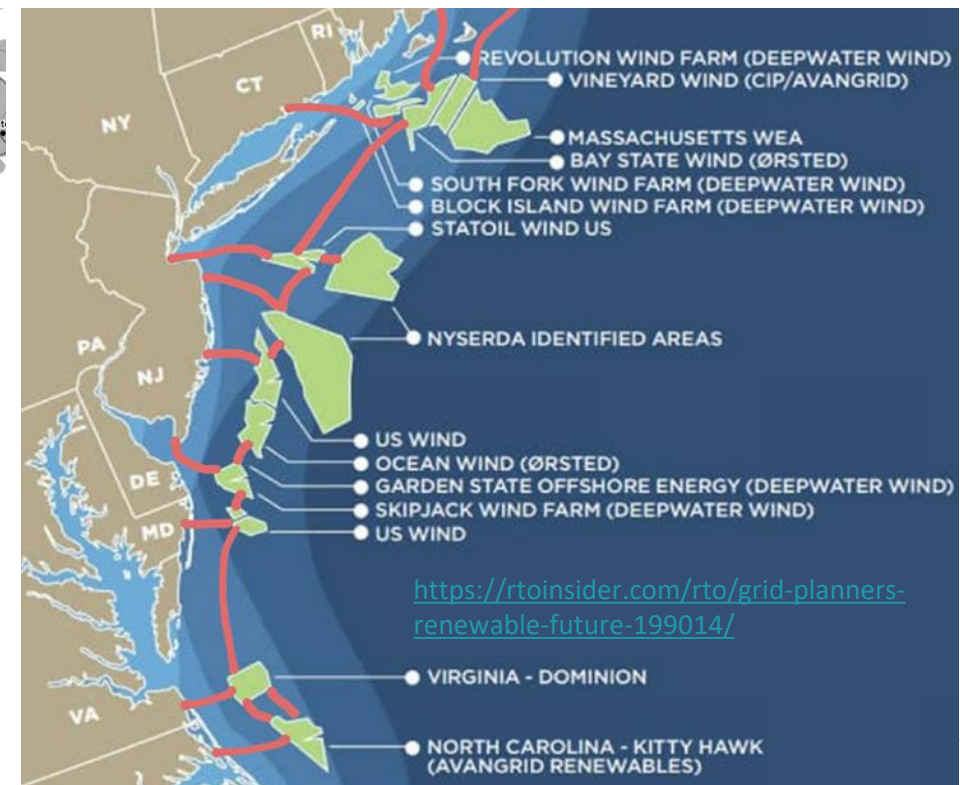 RI
REVOLUTION WIND FARM (DEEPWATER WIND)
VINEYARD WIND (CIP/AVANGRID)
CT
NY
MASSACHUSETTS WEA
BAY STATE WIND (ØRSTED)
SOUTH FORK WIND FARM (DEEPWATER WIND)
BLOCK ISLAND WIND FARM (DEEPWATER WIND)
STATOIL WIND US
NYSERDA IDENTIFIED AREAS
PA
NJ
US WIND
OCEAN WIND (ØRSTED)
DE
GARDEN STATE OFFSHORE ENERGY (DEEPWATER WIND)
SKIPJACK WIND FARM (DEEPWATER WIND)
MD
US WIND
https://rtoinsider.com/rto/grid-planners-
renewable-future-199014/
VIRGINIA - DOMINION
VA
NORTH CAROLINA - KITTY HAWK
(AVANGRID RENEWABLES)